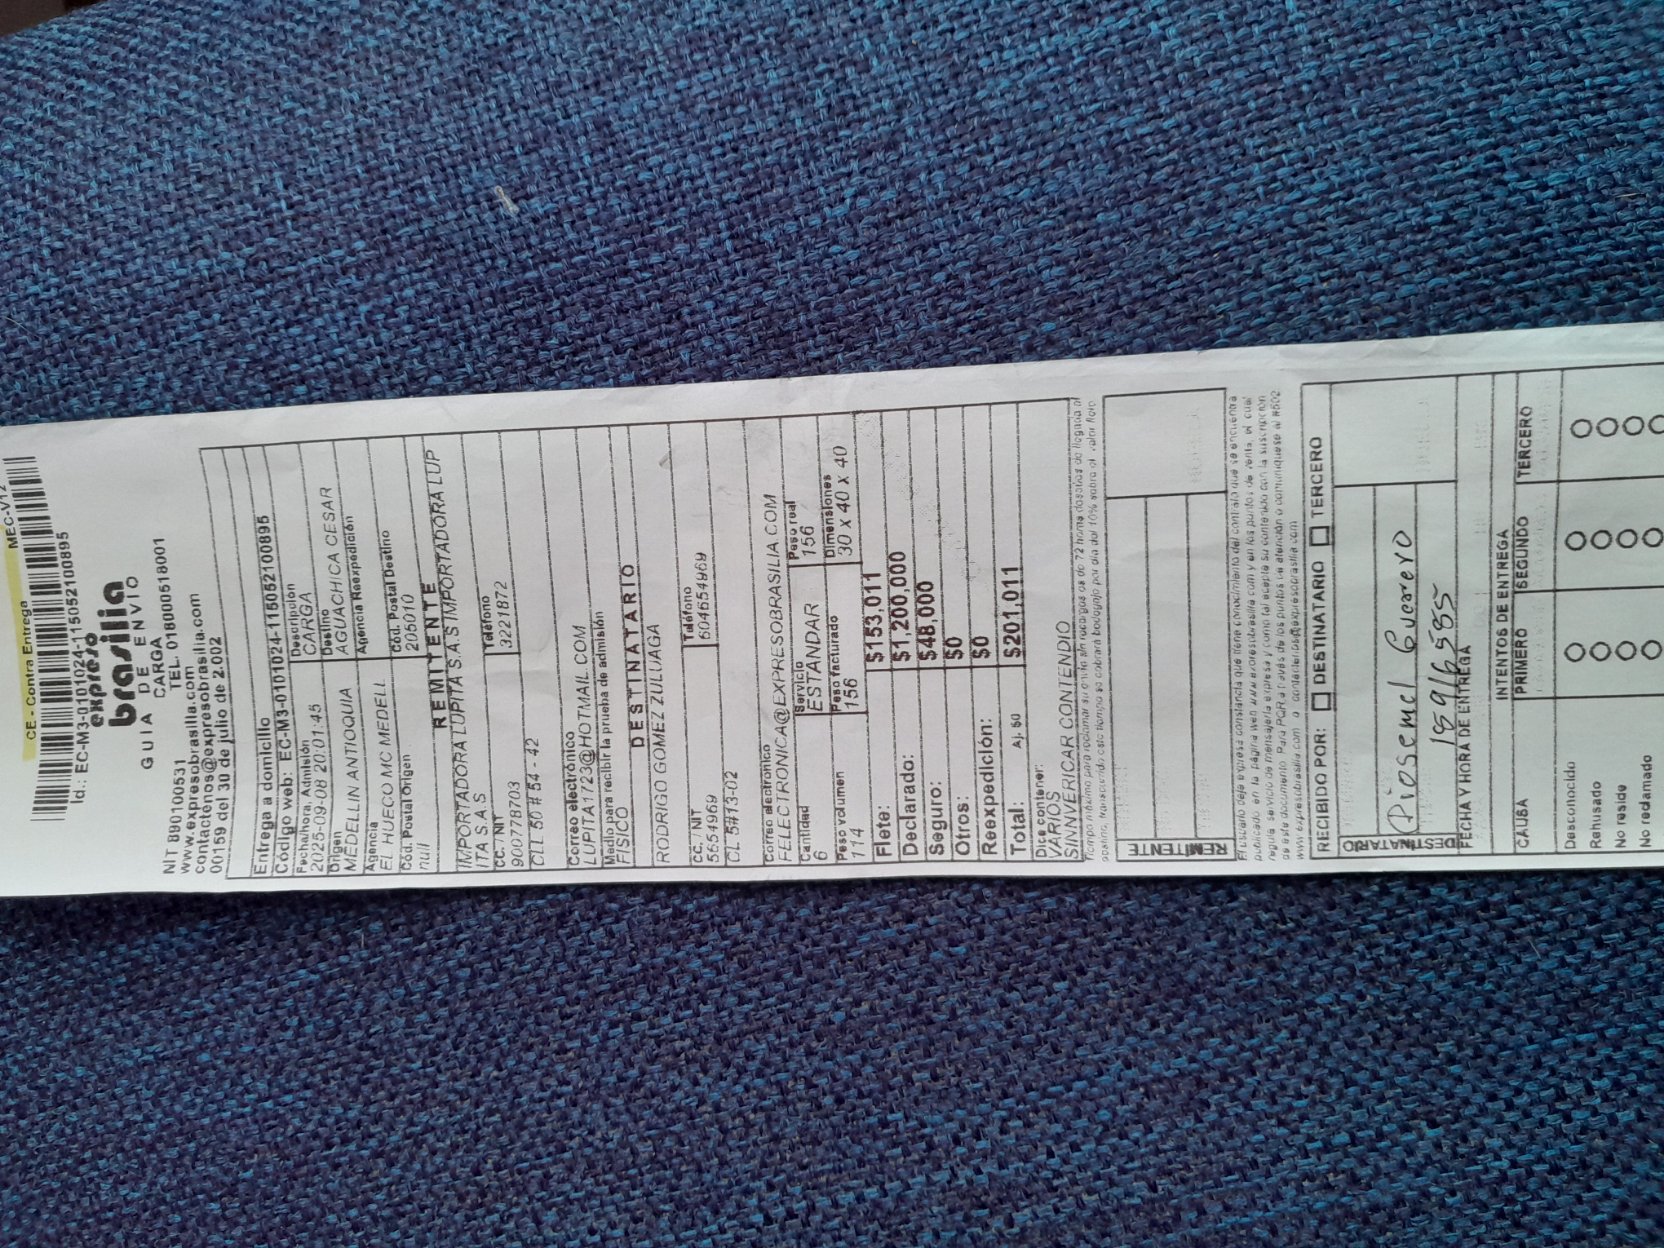 CE - Contra Entrega
MEC-V12
Id.: EC-M3-0101024-115052100895
expreso
brasilia
GUIA DE ENVIO
CARGA
NIT 890100531 TEL. 018000518001
www.expresobrasilia.com
contactenos@expresobrasilia.com
00159 del 30 de julio de 2.002
Entrega a domicilio
Código web: EC-M3-0101024-115052100895
Fecha/hora. Admisión Descripción
2025-09-08 20:01:45 CARGA
Origen Destino
MEDELLIN ANTIOQUIA AGUACHICA CESAR
Agencia Agencia Reexpedición
EL HUECO MC MEDELL
Cód. Postal Origen Cód. Postal Destino
null 205010
REMITENTE
IMPORTADORA LUPITA S.A.S IMPORTADORA LUP
ITA S.A.S
CC. / NIT Teléfono
900778703 3221872
CLL 50 # 54 - 42
Correo electrónico
LUPITA1723@HOTMAIL.COM
Medio para recibir la prueba de admisión
FISICO
DESTINATARIO
RODRIGO GOMEZ ZULUAGA
CC. / NIT Teléfono
5654969 6046514969
CL 5#13-02
Correo electrónico
FELECTRONICA@EXPRESOBRASILIA.COM
Cantidad Servicio Peso real
6 ESTANDAR 156
Peso volumen Peso facturado Dimensiones
114 156 30 x 40 x 40
Flete: $153,011
Declarado: $1,200,000
Seguro: $48,000
Otros: $0
Reexpedición: $0
Total: Aj. 50 $201,011
Dice contener:
VARIOS
SINNVERICAR CONTENDIO
REMITENTE
RECIBIDO POR: DESTINATARIO TERCERO
DESTINATARIO
Diosemel Guerrero
15916585
FECHA Y HORA DE ENTREGA
INTENTOS DE ENTREGA
CAUSA PRIMERO SEGUNDO TERCERO
Desconocido
Rehusado
No reside
No reclamado